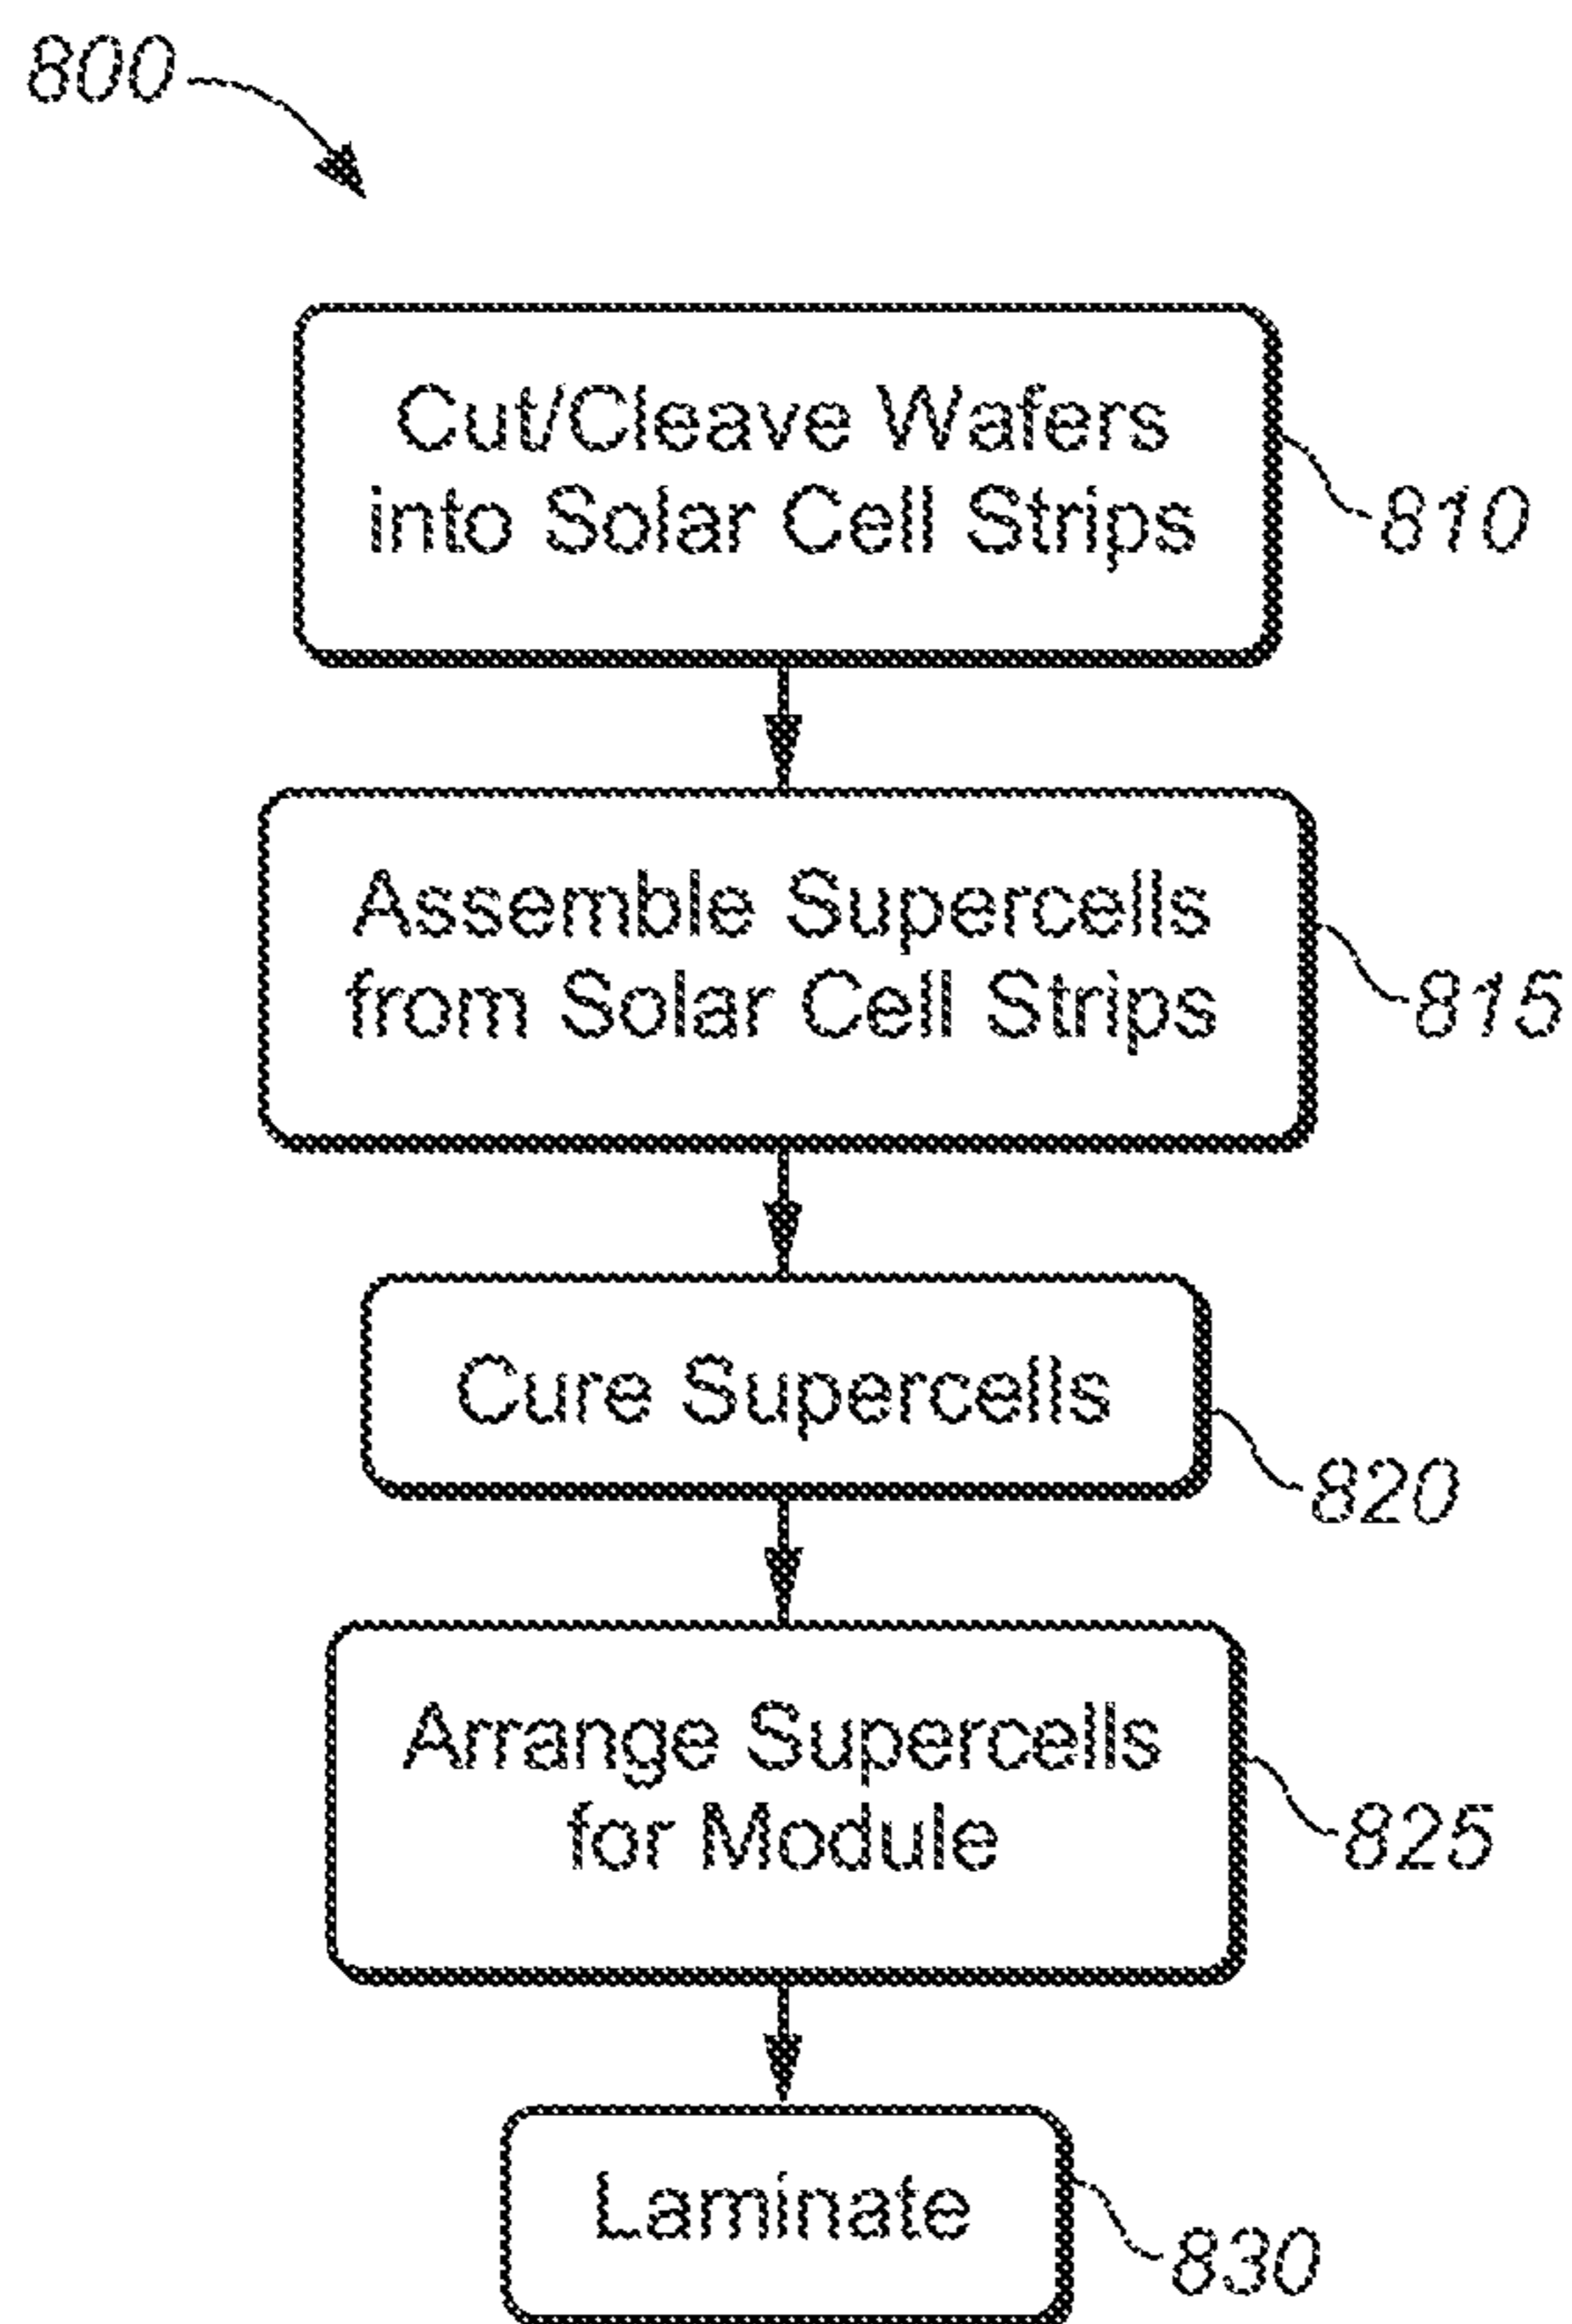 800
Cut/Cleave Wafers
into Solar Cell Strips
810
Assemble Supercells
from Solar Cell Strips
815
Cure Supercells
820
Arrange Supercells
for Module
825
Laminate
830